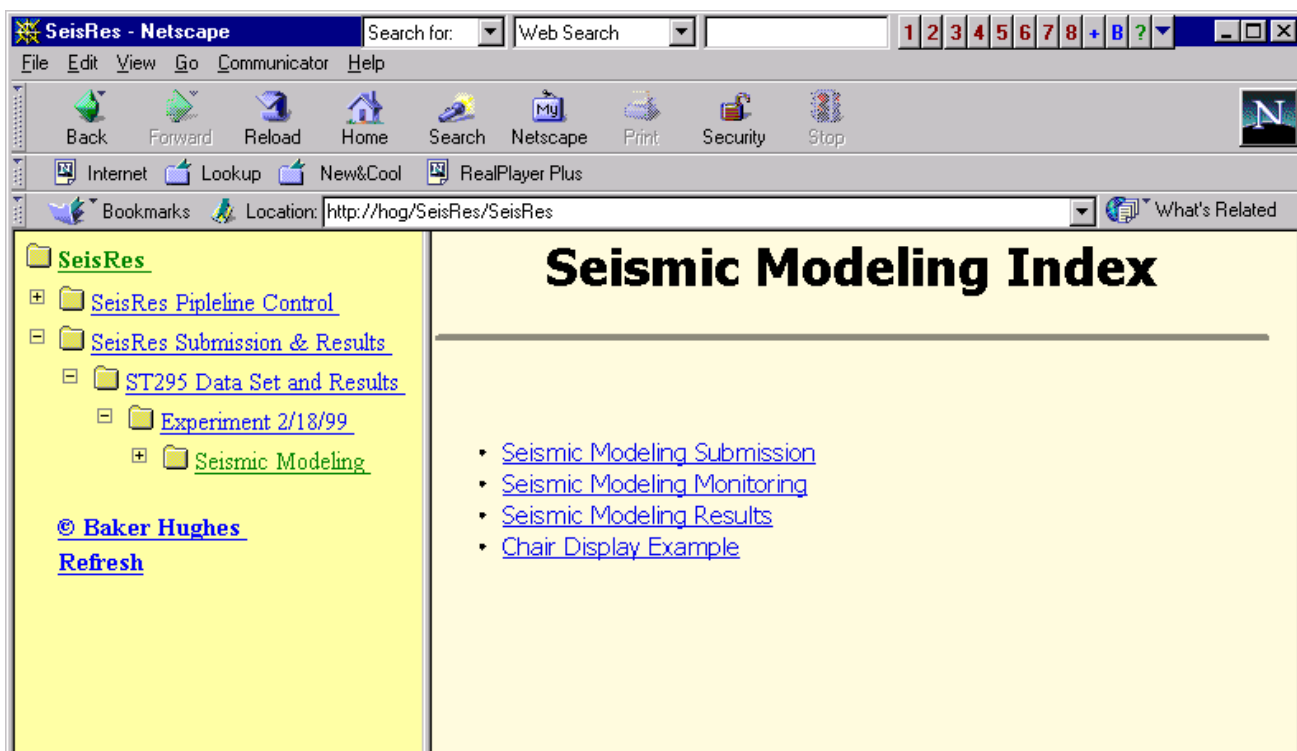 SeisRes - Netscape Search for: Web Search 1 2 3 4 5 6 7 8 + B ?
File Edit View Go Communicator Help
Back Forward Reload Home Search Netscape Print Security Stop
My
N
Internet Lookup New&Cool RealPlayer Plus
Bookmarks Location: http://hog/SeisRes/SeisRes What's Related
SeisRes
SeisRes Pipleline Control
SeisRes Submission & Results
ST295 Data Set and Results
Experiment 2/18/99
Seismic Modeling
© Baker Hughes
Refresh
Seismic Modeling Index
• Seismic Modeling Submission
• Seismic Modeling Monitoring
• Seismic Modeling Results
• Chair Display Example